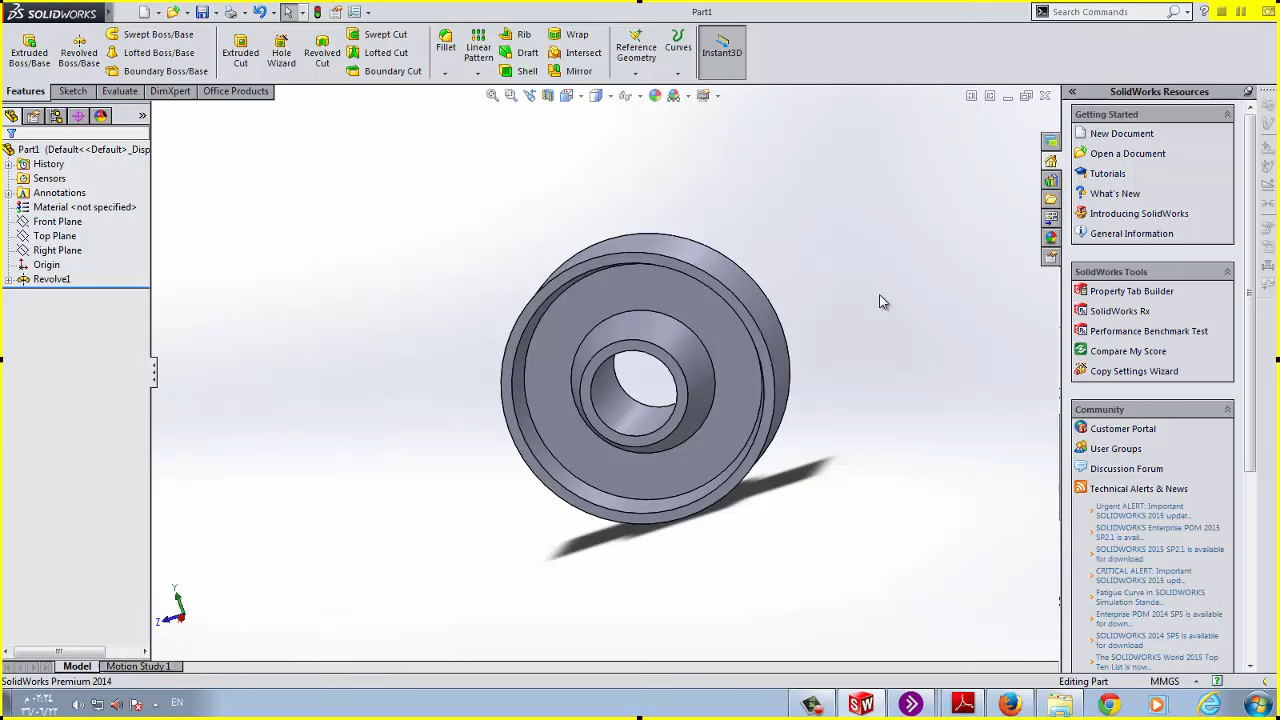 SOLIDWORKS
Part1
Search Commands
Extruded Boss/Base
Revolved Boss/Base
Swept Boss/Base
Lofted Boss/Base
Boundary Boss/Base
Extruded Cut
Hole Wizard
Revolved Cut
Swept Cut
Lofted Cut
Boundary Cut
Fillet
Linear Pattern
Rib
Draft
Shell
Wrap
Intersect
Mirror
Reference Geometry
Curves
Instant3D
Features
Sketch
Evaluate
DimXpert
Office Products
Part1 (Default<<Default>_Disp
History
Sensors
Annotations
Material <not specified>
Front Plane
Top Plane
Right Plane
Origin
Revolve1
Y
Z
SolidWorks Resources
Getting Started
New Document
Open a Document
Tutorials
What's New
Introducing SolidWorks
General Information
SolidWorks Tools
Property Tab Builder
SolidWorks Rx
Performance Benchmark Test
Compare My Score
Copy Settings Wizard
Community
Customer Portal
User Groups
Discussion Forum
Technical Alerts & News
Urgent ALERT: Important
SOLIDWORKS 2015 updat...
SOLIDWORKS Enterprise PDM 2015
SP2.1 is avail...
SOLIDWORKS 2015 SP2.1 is available
for download
CRITICAL ALERT: Important
SOLIDWORKS 2015 upd...
Fatigue Curve in SOLIDWORKS
Simulation Standa...
Enterprise PDM 2014 SP5 is available
for down...
SOLIDWORKS 2014 SP5 is available
for download
The SOLIDWORKS World 2015 Top
Ten List is now...
Model
Motion Study 1
SolidWorks Premium 2014
Editing Part
MMGS
EN